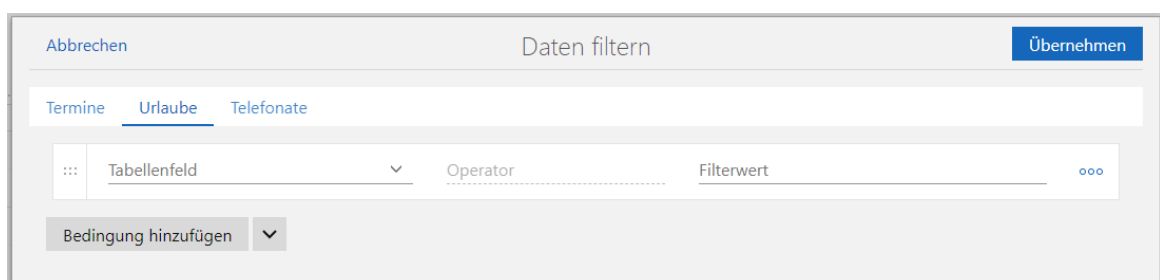 Abbrechen Daten filtern Übernehmen
Termine Urlaube Telefonate
Tabellenfeld Operator Filterwert
Bedingung hinzufügen